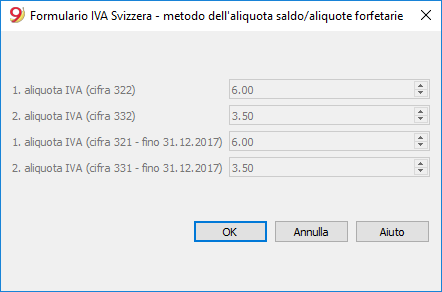 Formulario IVA Svizzera - metodo dell'aliquota saldo/aliquote forfetarie
1. aliquota IVA (cifra 322) 6.00
2. aliquota IVA (cifra 332) 3.50
1. aliquota IVA (cifra 321 - fino 31.12.2017) 6.00
2. aliquota IVA (cifra 331 - fino 31.12.2017) 3.50
OK Annulla Aiuto